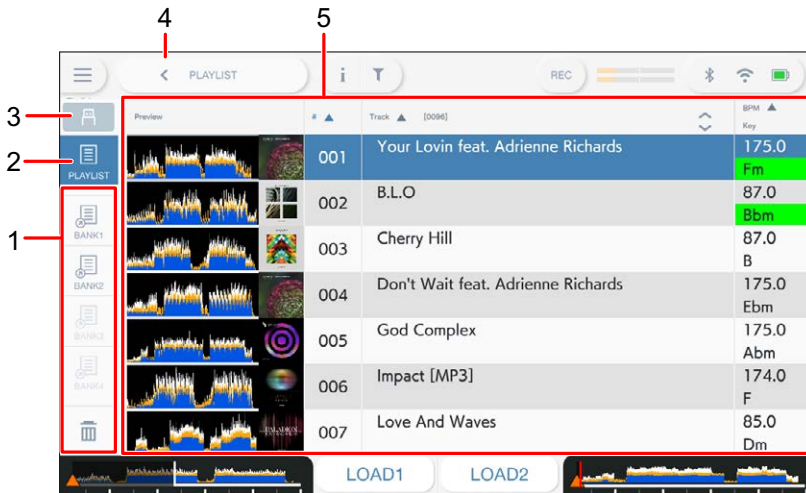 4
5
3
2
1
PLAYLIST
i
REC
PLAYLIST
BANK1
BANK2
BANK3
BANK4
Preview
#
Track
[0096]
BPM
Key
001
Your Lovin feat. Adrienne Richards
175.0
Fm
002
B.L.O
87.0
Bbm
003
Cherry Hill
87.0
B
004
Don't Wait feat. Adrienne Richards
175.0
Ebm
005
God Complex
175.0
Abm
006
Impact [MP3]
174.0
F
007
Love And Waves
85.0
Dm
LOAD1
LOAD2